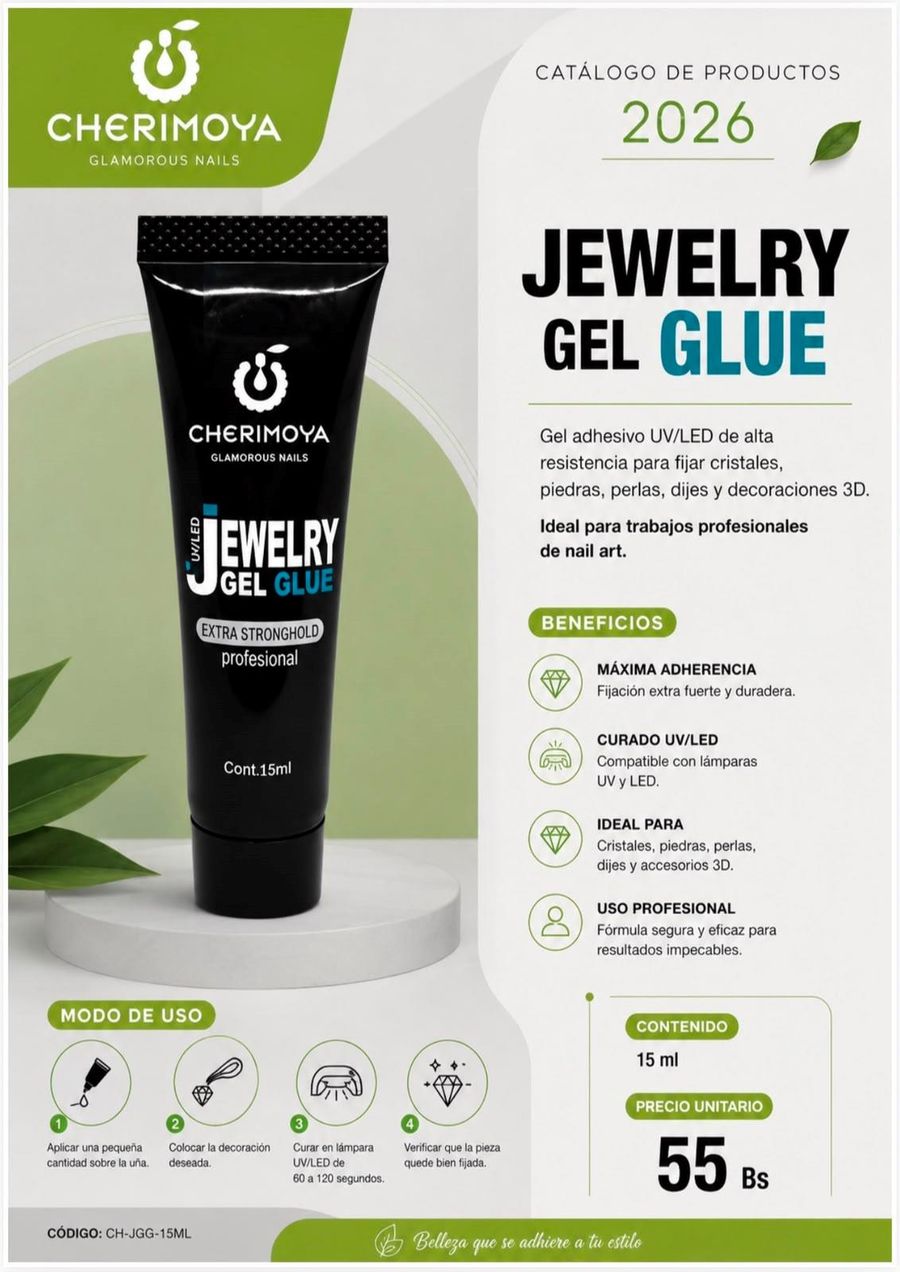 CHERIMOYA
GLAMOROUS NAILS
CATÁLOGO DE PRODUCTOS
2026
JEWELRY
GEL GLUE
Gel adhesivo UV/LED de alta
resistencia para fijar cristales,
piedras, perlas, dijes y decoraciones 3D.
Ideal para trabajos profesionales
de nail art.
CHERIMOYA
GLAMOROUS NAILS
UV/LED
JEWELRY
GEL GLUE
EXTRA STRONGHOLD
profesional
Cont.15ml
BENEFICIOS
MÁXIMA ADHERENCIA
Fijación extra fuerte y duradera.
CURADO UV/LED
Compatible con lámparas
UV y LED.
IDEAL PARA
Cristales, piedras, perlas,
dijes y accesorios 3D.
USO PROFESIONAL
Fórmula segura y eficaz para
resultados impecables.
MODO DE USO
1
Aplicar una pequeña
cantidad sobre la uña.
2
Colocar la decoración
deseada.
3
Curar en lámpara
UV/LED de
60 a 120 segundos.
4
Verificar que la pieza
quede bien fijada.
CONTENIDO
15 ml
PRECIO UNITARIO
55 Bs
CÓDIGO: CH-JGG-15ML
Belleza que se adhiere a tu estilo